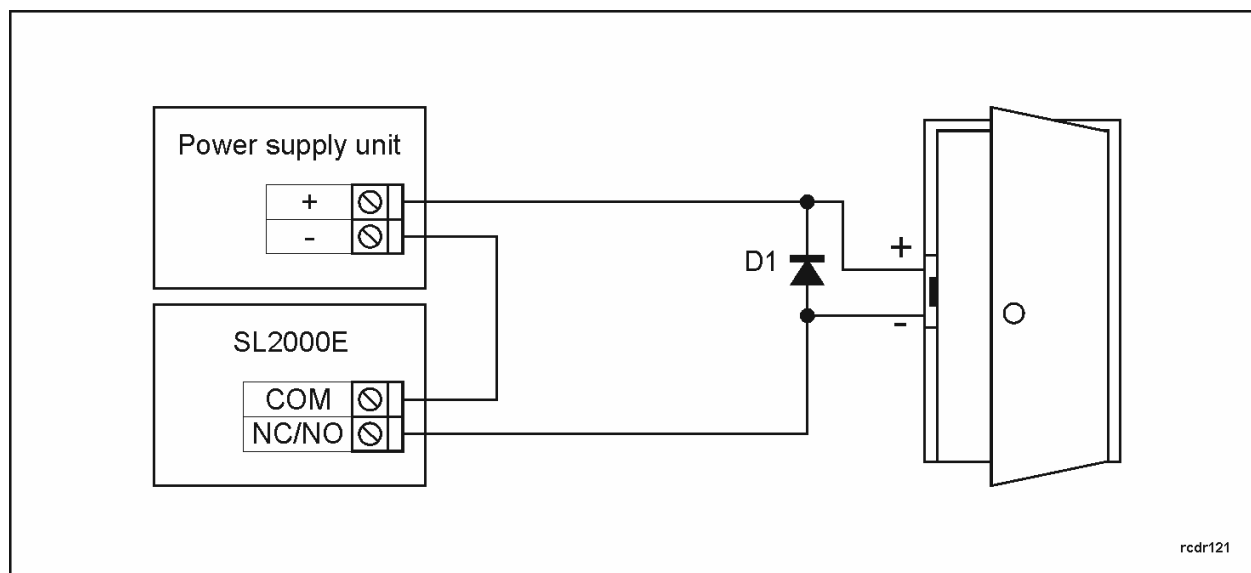 Power supply unit
+
-
SL2000E
COM
NC/NO
D1
+
-
rcdr121